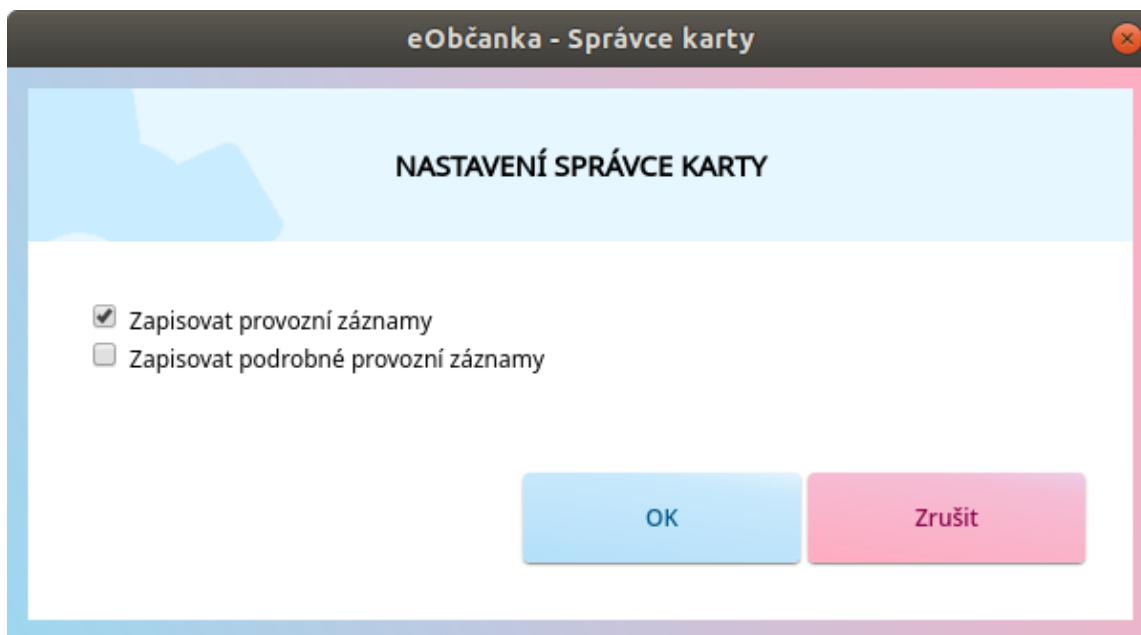 eObčanka - Správce karty
NASTAVENÍ SPRÁVCE KARTY
Zapisovat provozní záznamy
Zapisovat podrobné provozní záznamy
OK
Zrušit